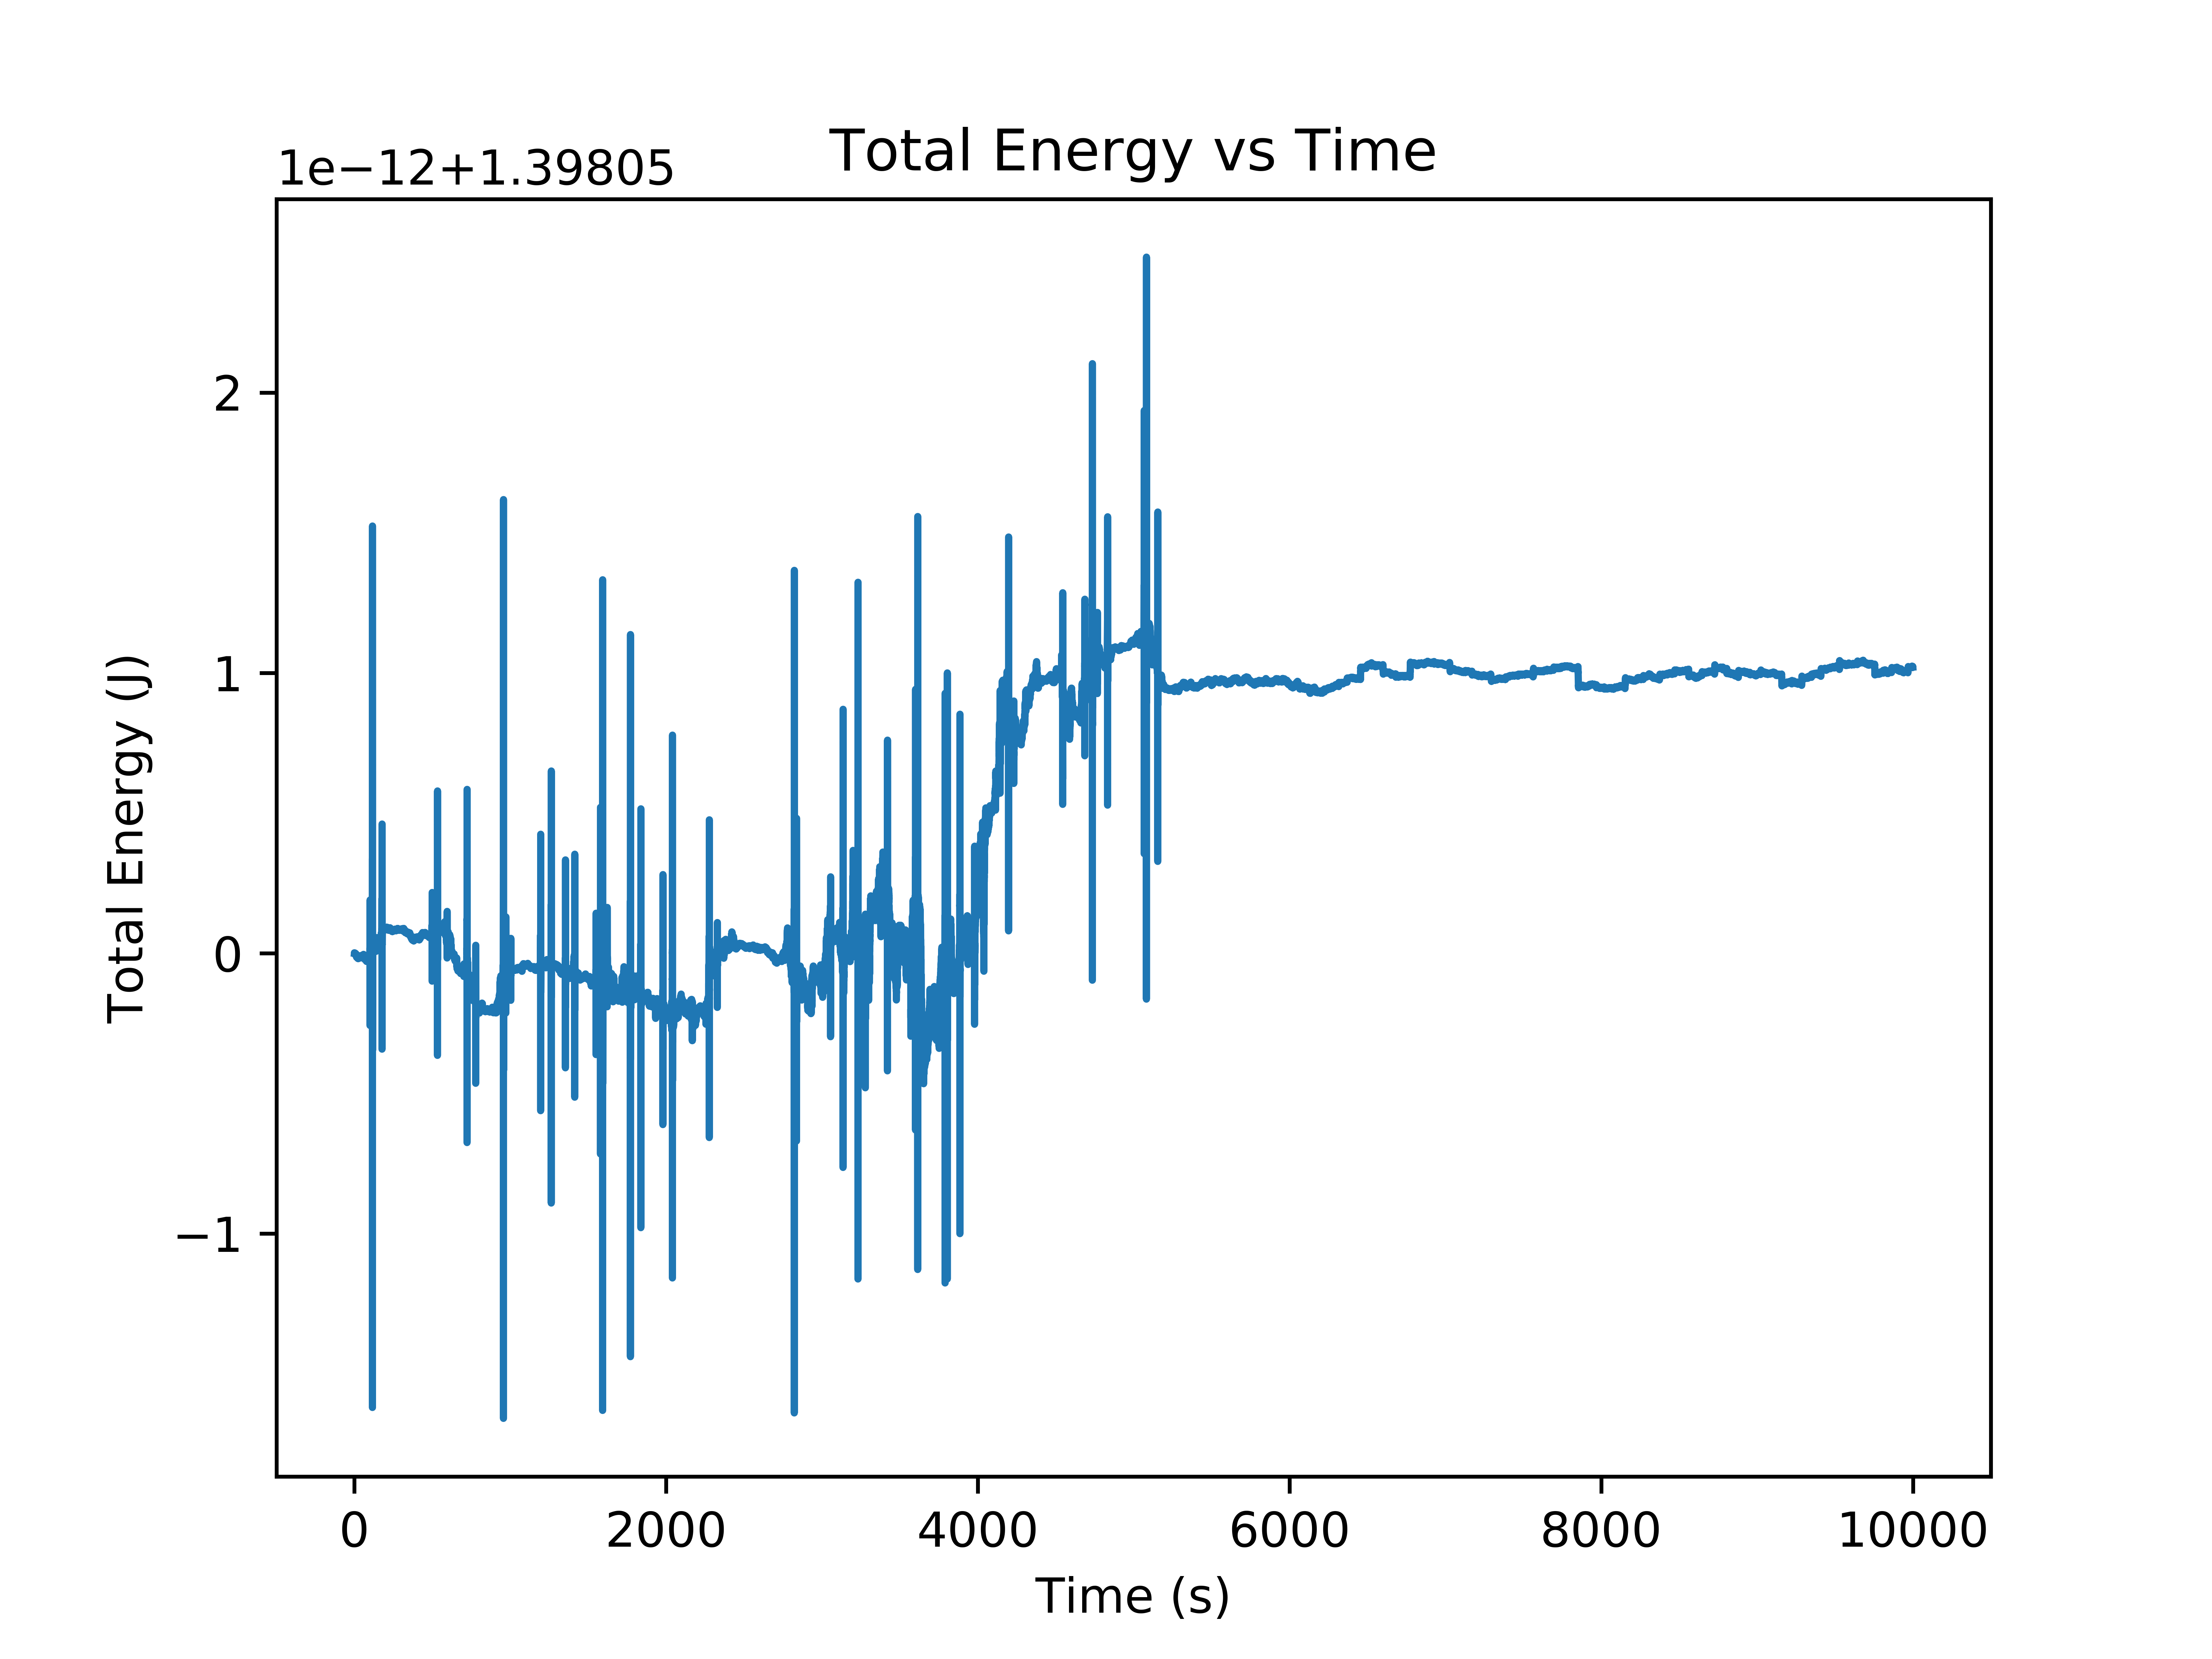 Total Energy vs Time
1e−12+1.39805
Total Energy (J)
2
1
0
−1
0 2000 4000 6000 8000 10000
Time (s)